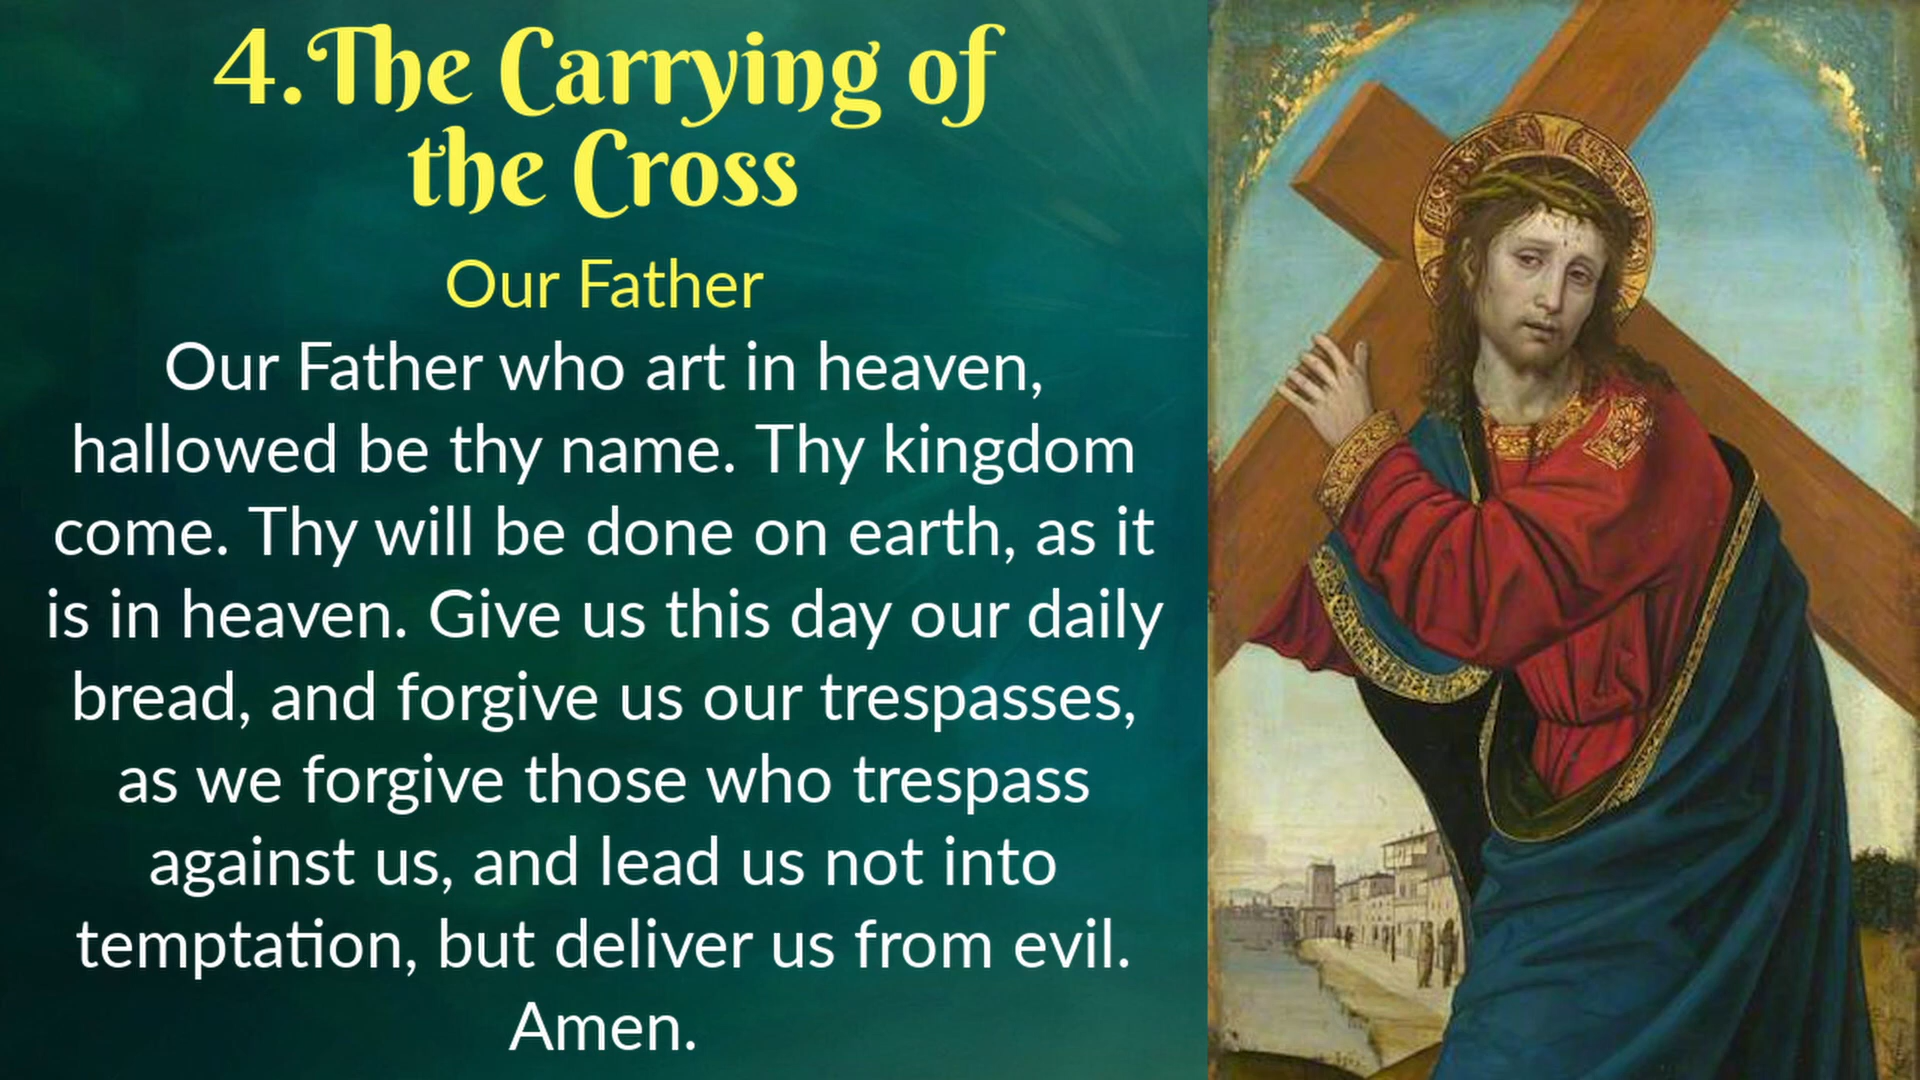 4.The Carrying of
the Cross
Our Father
Our Father who art in heaven,
hallowed be thy name. Thy kingdom
come. Thy will be done on earth, as it
is in heaven. Give us this day our daily
bread, and forgive us our trespasses,
as we forgive those who trespass
against us, and lead us not into
temptation, but deliver us from evil.
Amen.